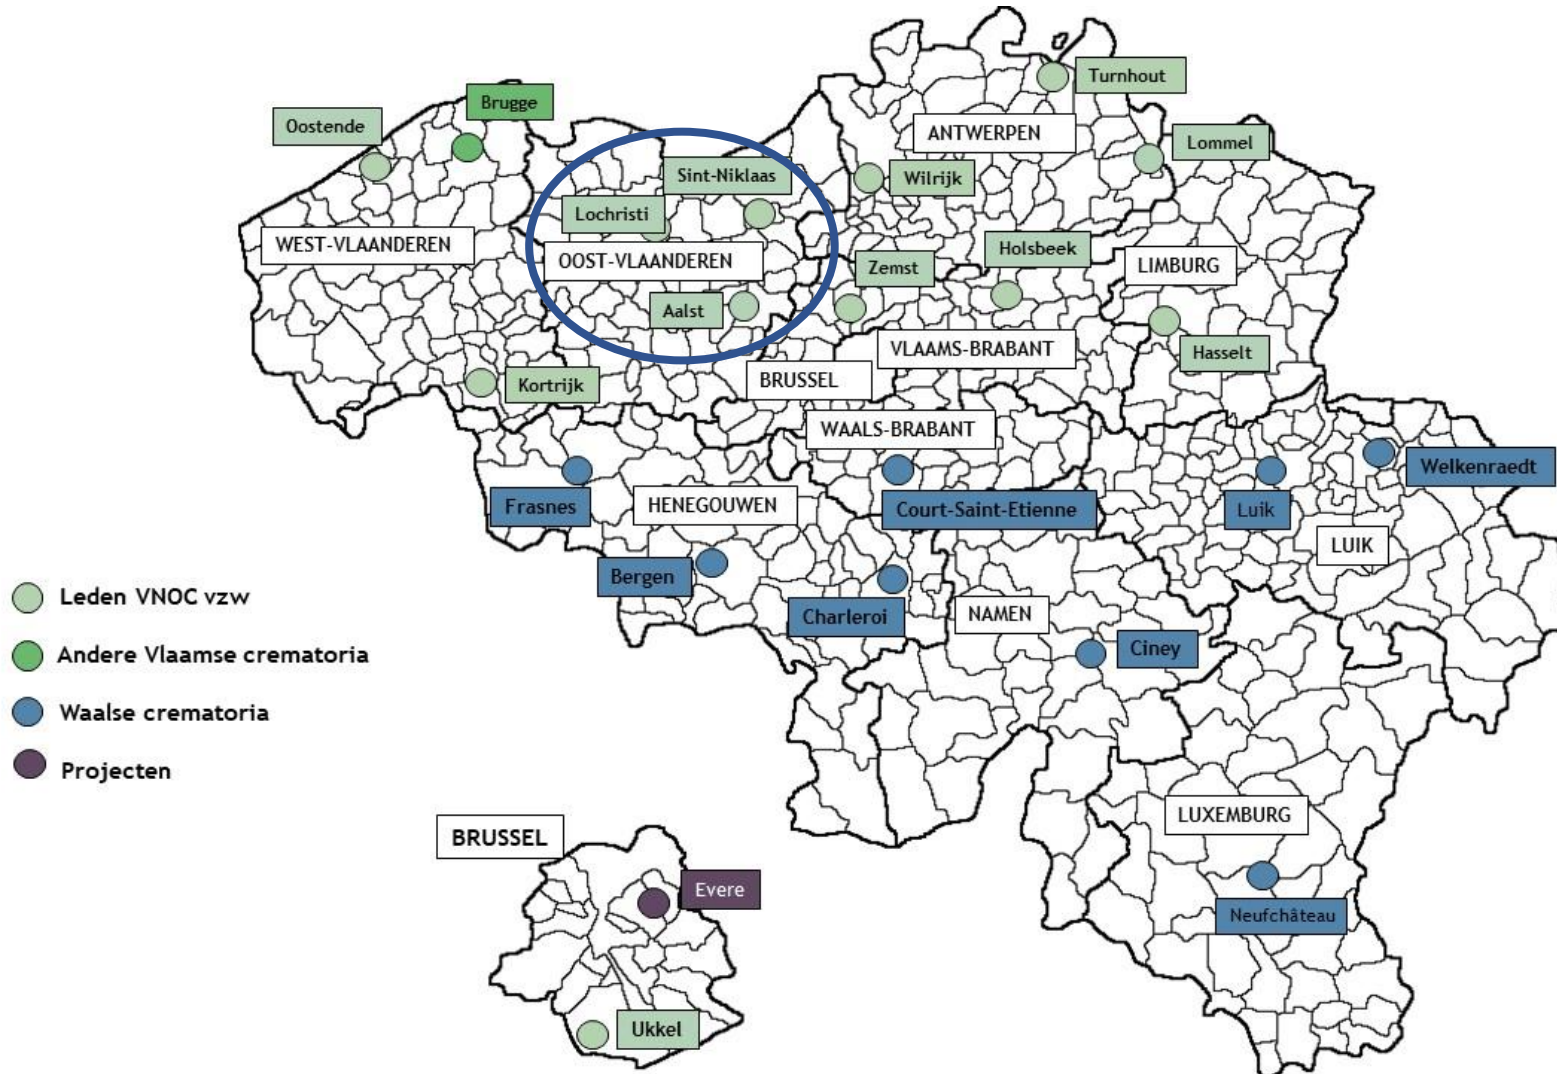 Turnhout
Brugge
Oostende
ANTWERPEN
Lommel
Sint-Niklaas
Wilrijk
Lochristi
WEST-VLAANDEREN
Holsbeek
OOST-VLAANDEREN
Zemst
LIMBURG
Aalst
VLAAMS-BRABANT
Hasselt
BRUSSEL
Kortrijk
WAALS-BRABANT
Welkenraedt
Frasnes
HENEGOUWEN
Court-Saint-Etienne
Luik
LUIK
Bergen
Charleroi
NAMEN
Ciney
Leden VNOC vzw
Andere Vlaamse crematoria
Waalse crematoria
Projecten
LUXEMBURG
BRUSSEL
Evere
Neufchâteau
Ukkel